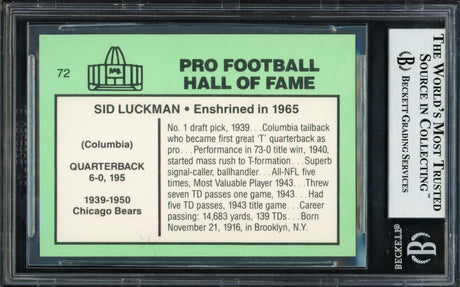 72
PRO FOOTBALL
HALL OF FAME
SID LUCKMAN • Enshrined in 1965
(Columbia)
QUARTERBACK
6-0, 195
1939-1950
Chicago Bears
No. 1 draft pick, 1939. . .Columbia tailback
who became first great 'T' quarterback as
pro. . .Performance in 73-0 title win, 1940,
started mass rush to T-formation. . .Superb
signal-caller, ballhandler. . .All-NFL five
times, Most Valuable Player 1943. . .Threw
seven TD passes one game, 1943. . .Had
five TD passes, 1943 title game. . .Career
passing: 14,683 yards, 139 TDs. . .Born
November 21, 1916, in Brooklyn, N.Y.
THE WORLD'S MOST TRUSTED
SOURCE IN COLLECTING™
BECKETT GRADING SERVICES
B
BECKETT®
B